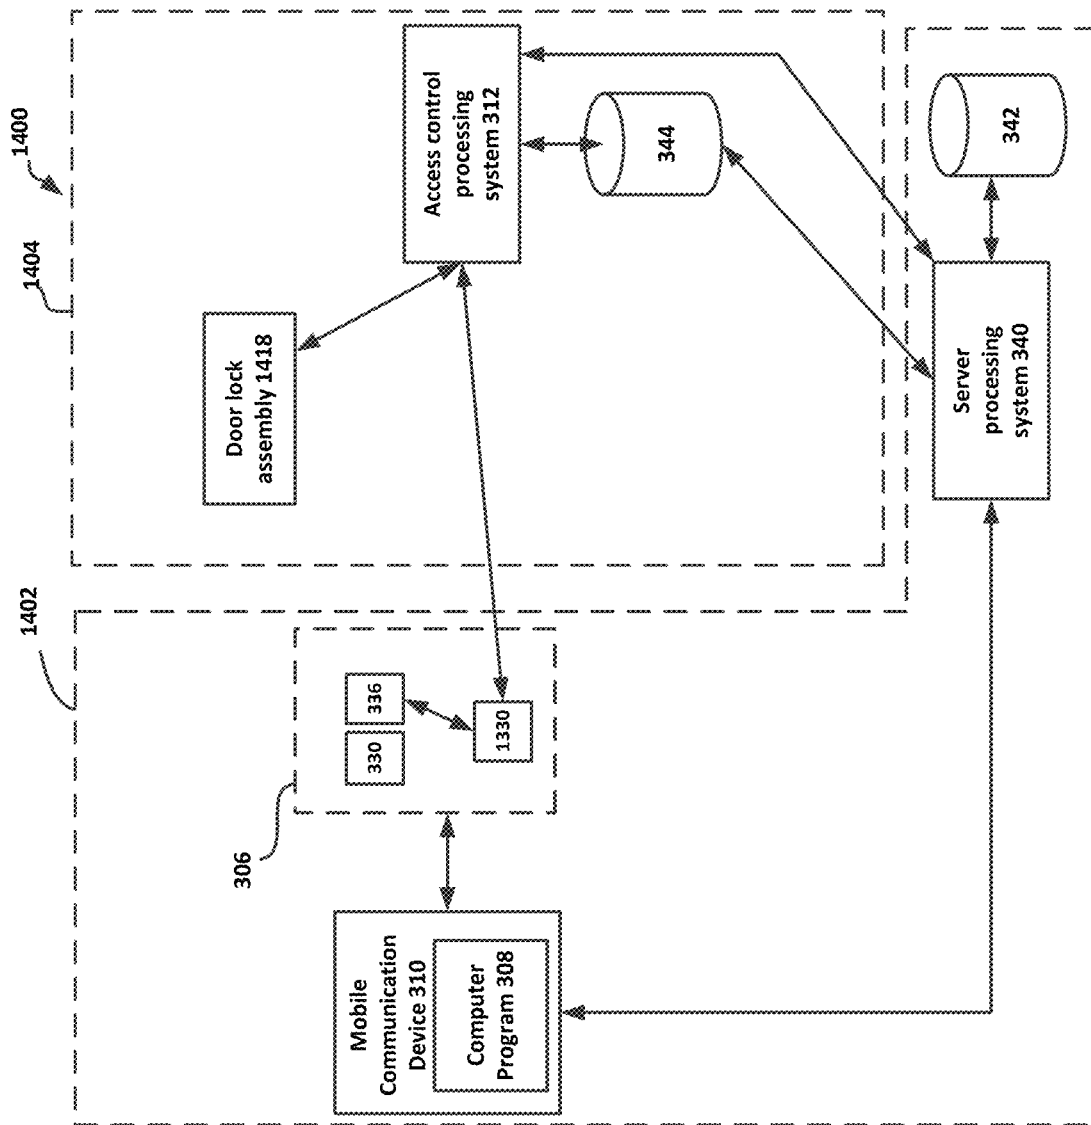 1400
1404
1402
Door lock
assembly 1418
Access control
processing
system 312
344
342
Server
processing
system 340
306
330
336
1330
Mobile
Communication
Device 310
Computer
Program 308